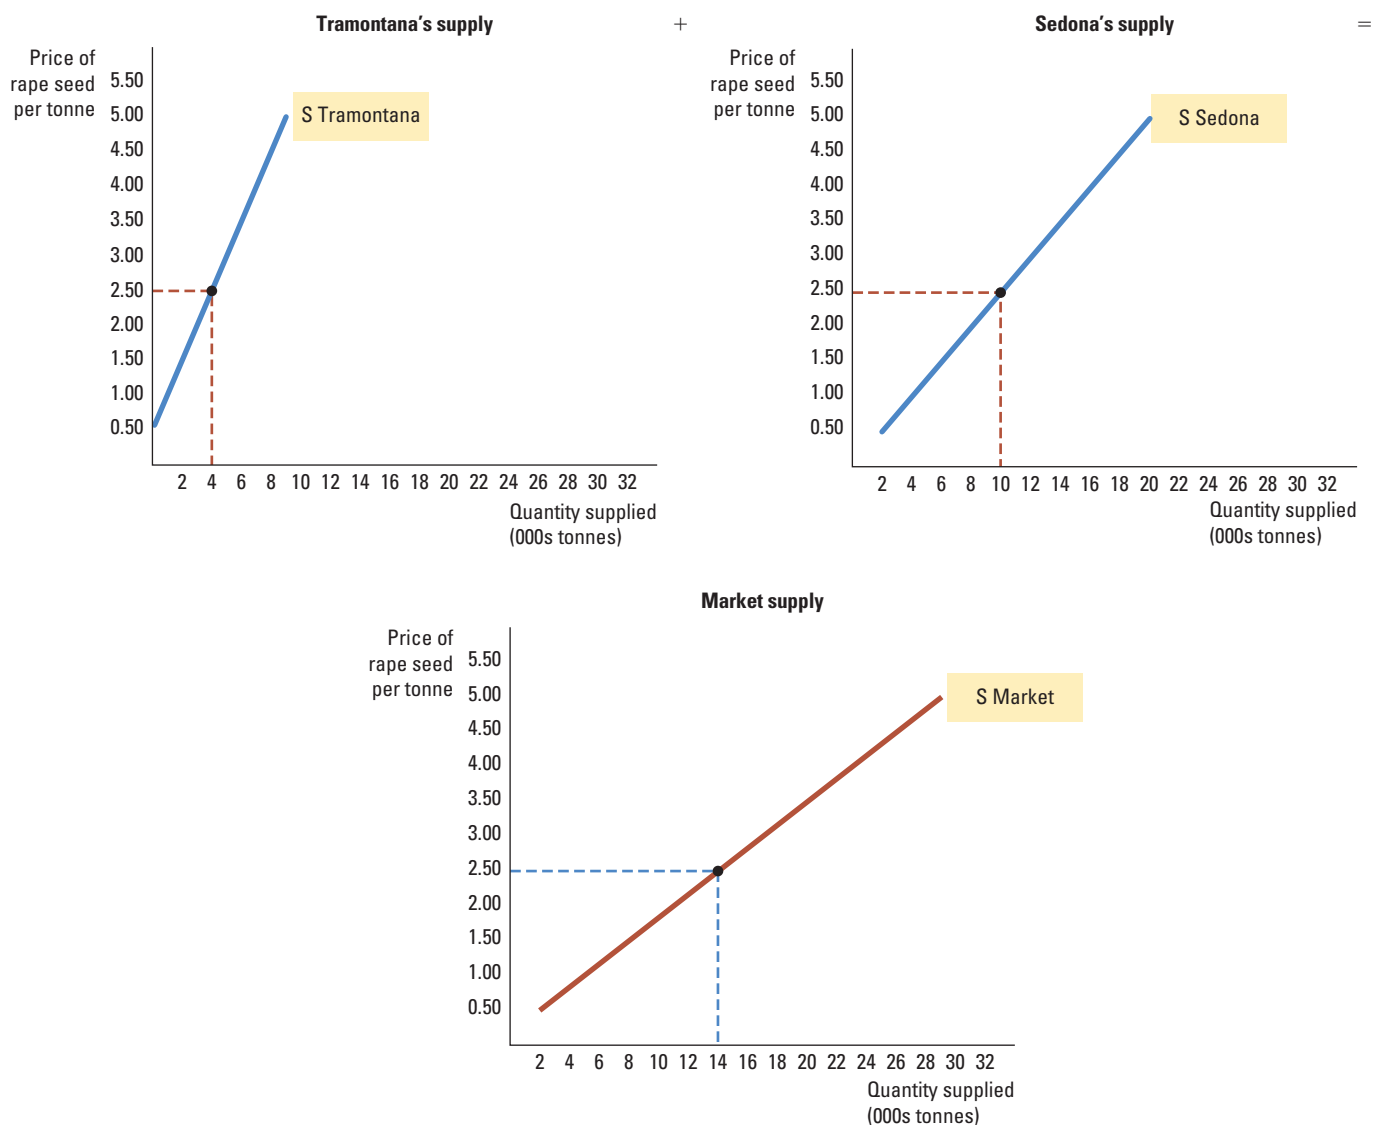 Tramontana's supply
+
Sedona's supply
=
Price of
rape seed
per tonne
5.50
5.00
4.50
4.00
3.50
3.00
2.50
2.00
1.50
1.00
0.50
S Tramontana
2 4 6 8 10 12 14 16 18 20 22 24 26 28 30 32
Quantity supplied
(000s tonnes)
Price of
rape seed
per tonne
5.50
5.00
4.50
4.00
3.50
3.00
2.50
2.00
1.50
1.00
0.50
S Sedona
2 4 6 8 10 12 14 16 18 20 22 24 26 28 30 32
Quantity supplied
(000s tonnes)
Market supply
Price of
rape seed
per tonne
5.50
5.00
4.50
4.00
3.50
3.00
2.50
2.00
1.50
1.00
0.50
S Market
2 4 6 8 10 12 14 16 18 20 22 24 26 28 30 32
Quantity supplied
(000s tonnes)